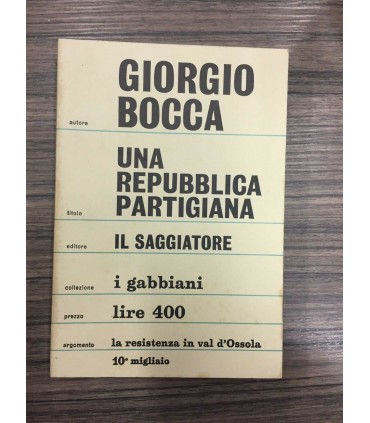 GIORGIO
autore BOCCA
UNA
REPUBBLICA
titolo PARTIGIANA
editore IL SAGGIATORE
collezione i gabbiani
prezzo lire 400
argomento la resistenza in val d'Ossola
10° migliaio